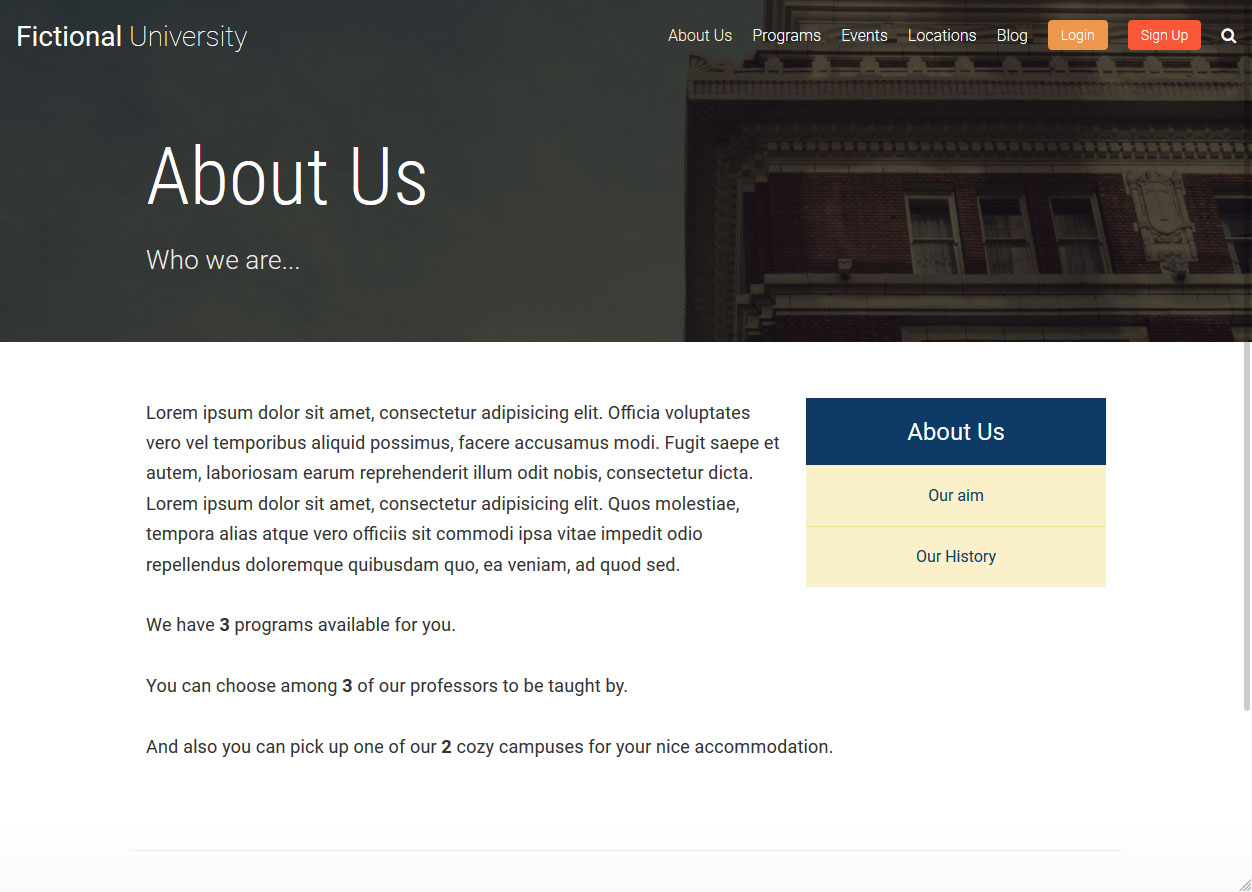 Fictional University
About Us Programs Events Locations Blog Login Sign Up
About Us
Who we are...
Lorem ipsum dolor sit amet, consectetur adipisicing elit. Officia voluptates
vero vel temporibus aliquid possimus, facere accusamus modi. Fugit saepe et
autem, laboriosam earum reprehenderit illum odit nobis, consectetur dicta.
Lorem ipsum dolor sit amet, consectetur adipisicing elit. Quos molestiae,
tempora alias atque vero officiis sit commodi ipsa vitae impedit odio
repellendus doloremque quibusdam quo, ea veniam, ad quod sed.
We have 3 programs available for you.
You can choose among 3 of our professors to be taught by.
And also you can pick up one of our 2 cozy campuses for your nice accommodation.
About Us
Our aim
Our History